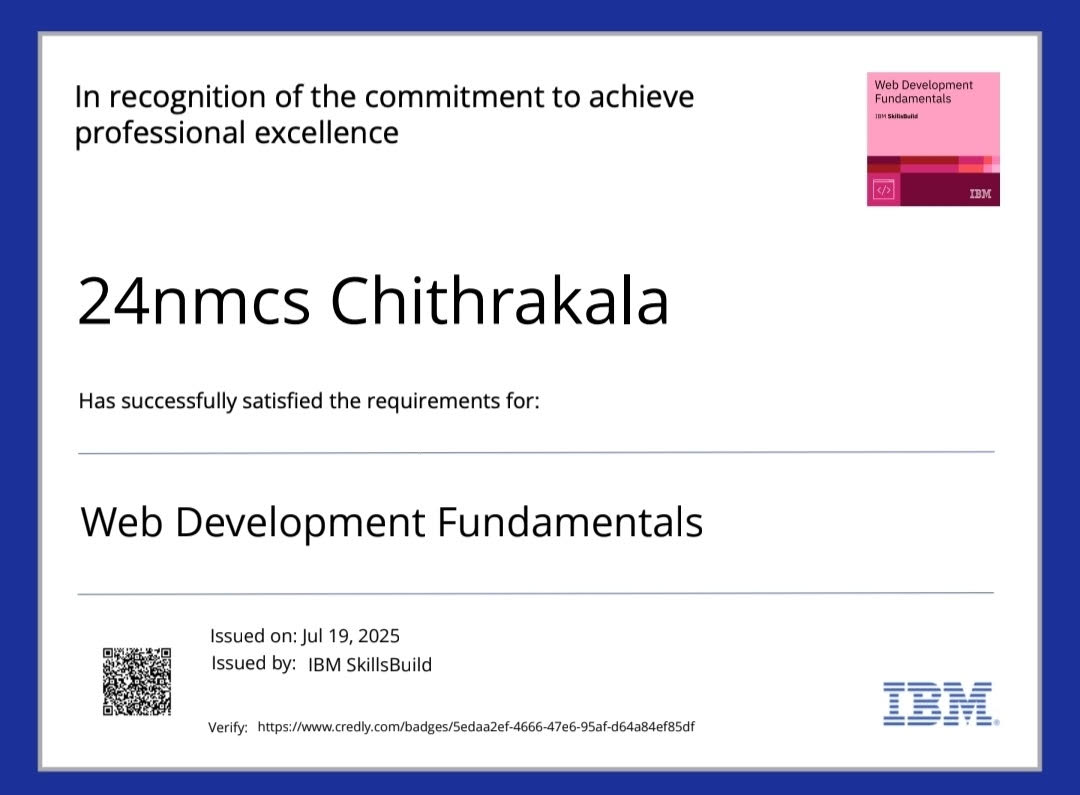 In recognition of the commitment to achieve
professional excellence
Web Development
Fundamentals
IBM SkillsBuild
</>
IBM
24nmcs Chithrakala
Has successfully satisfied the requirements for:
Web Development Fundamentals
Issued on: Jul 19, 2025
Issued by: IBM SkillsBuild
Verify: https://www.credly.com/badges/5edaa2ef-4666-47e6-95af-d64a84ef85df
IBM®